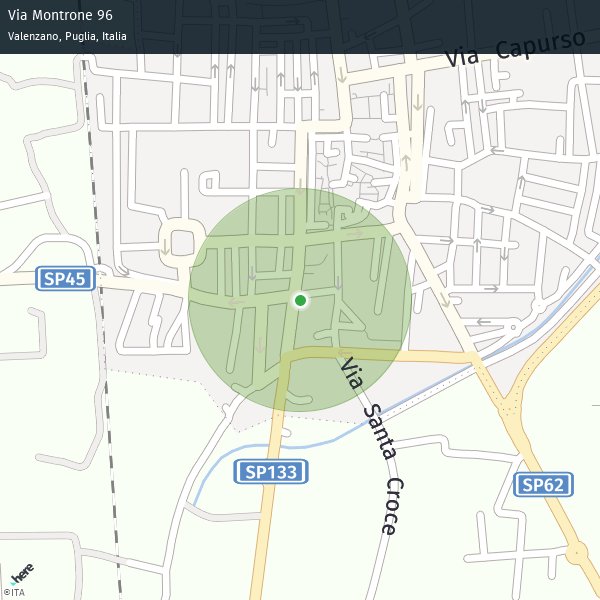 Via Montrone 96
Valenzano, Puglia, Italia
Via Capurso
SP45
Via Santa Croce
SP133
SP62
here
©ITA